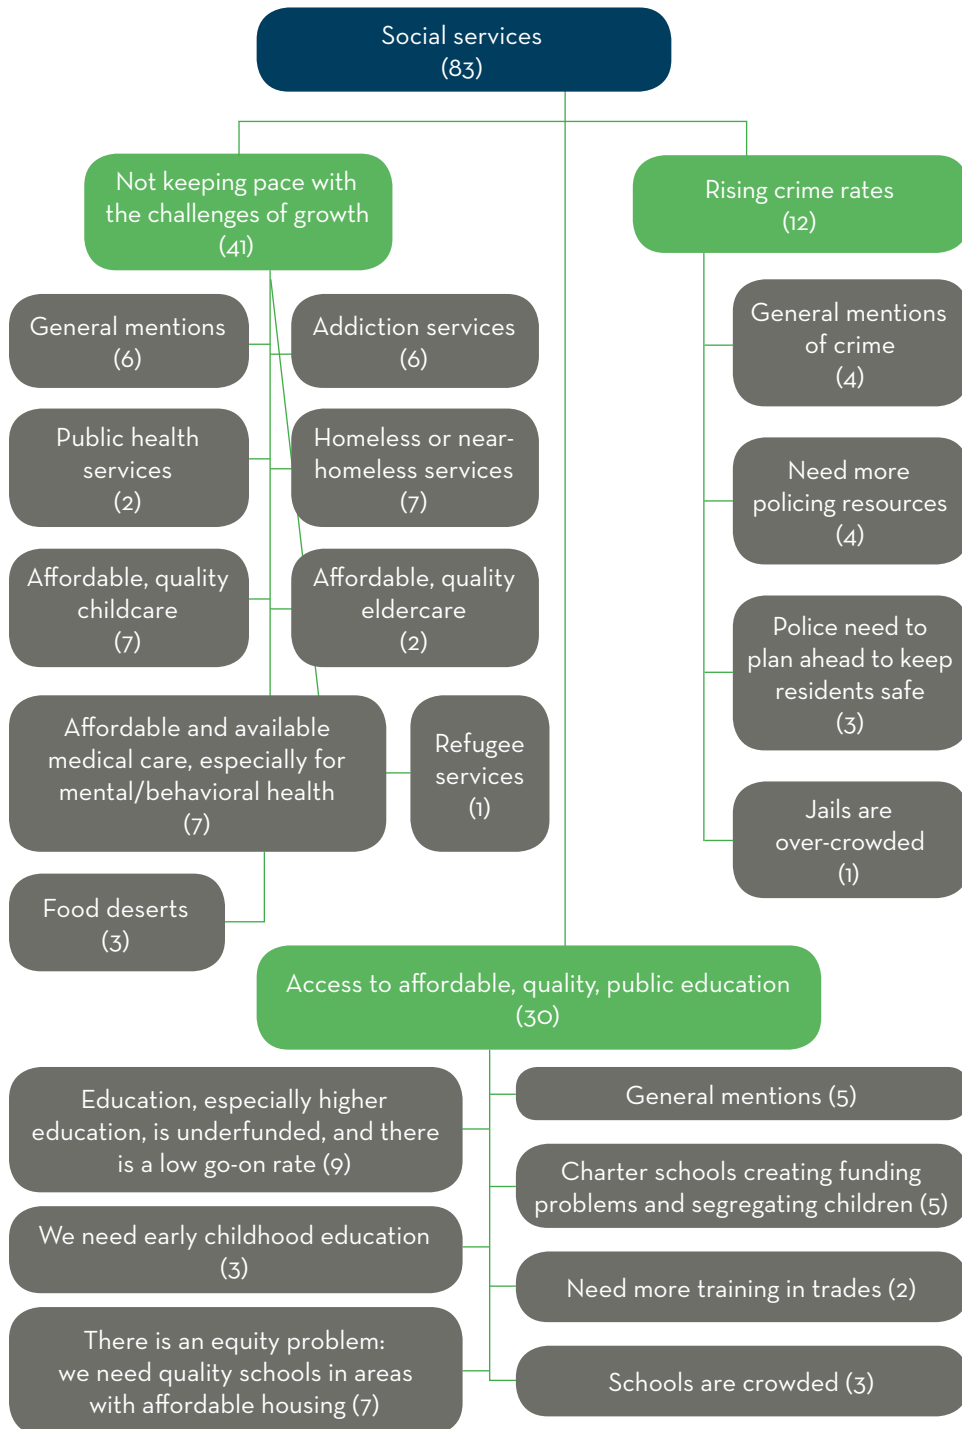 Social services
(83)
Not keeping pace with
the challenges of growth
(41)
Rising crime rates
(12)
General mentions
(6)
Addiction services
(6)
Public health
services
(2)
Homeless or near-
homeless services
(7)
Affordable, quality
childcare
(7)
Affordable, quality
eldercare
(2)
Affordable and available
medical care, especially for
mental/behavioral health
(7)
Refugee
services
(1)
Food deserts
(3)
General mentions
of crime
(4)
Need more
policing resources
(4)
Police need to
plan ahead to keep
residents safe
(3)
Jails are
over-crowded
(1)
Access to affordable, quality, public education
(30)
Education, especially higher
education, is underfunded, and there
is a low go-on rate (9)
We need early childhood education
(3)
There is an equity problem:
we need quality schools in areas
with affordable housing (7)
General mentions (5)
Charter schools creating funding
problems and segregating children (5)
Need more training in trades (2)
Schools are crowded (3)